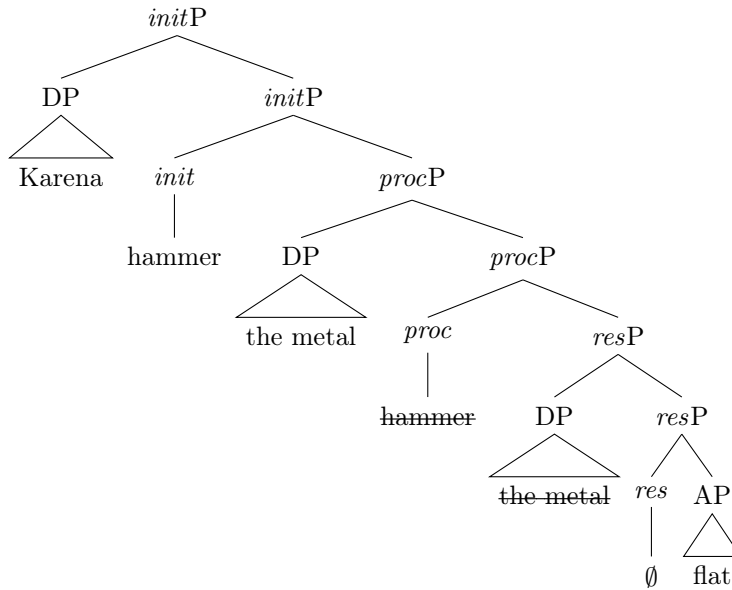 initP
DP initP
Karena init procP
hammer DP procP
the metal proc resP
hammer DP resP
the metal res AP
∅ flat